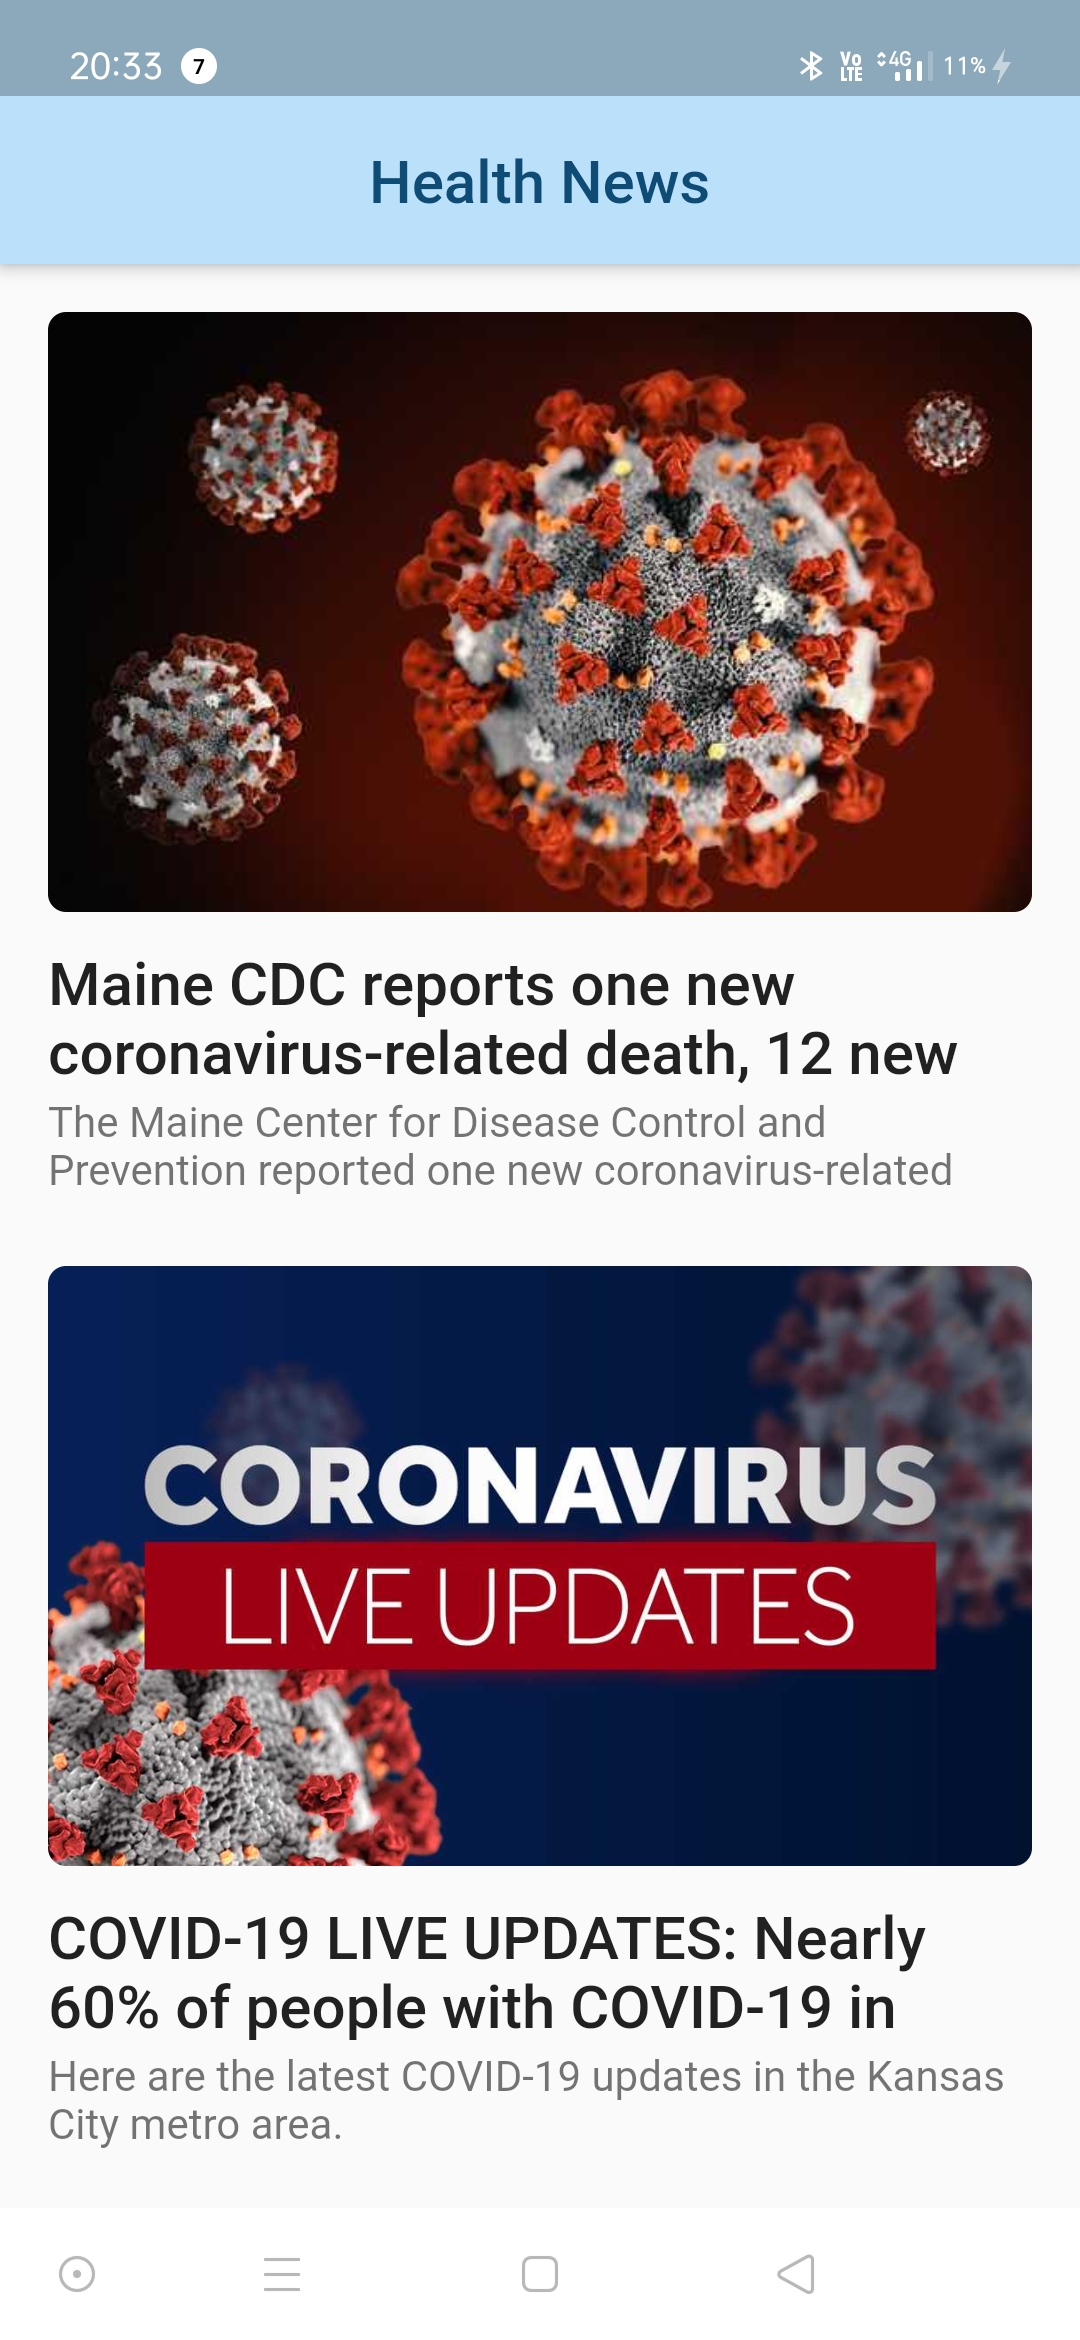 20:33 7 Vo LTE 4G 11%
Health News
Maine CDC reports one new
coronavirus-related death, 12 new
The Maine Center for Disease Control and
Prevention reported one new coronavirus-related
CORONAVIRUS
LIVE UPDATES
COVID-19 LIVE UPDATES: Nearly
60% of people with COVID-19 in
Here are the latest COVID-19 updates in the Kansas
City metro area.